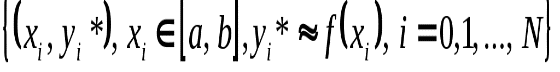 {(x_i, y_i*), x_i ∈ [a, b], y_i* ≈ f(x_i), i = 0,1,..., N}